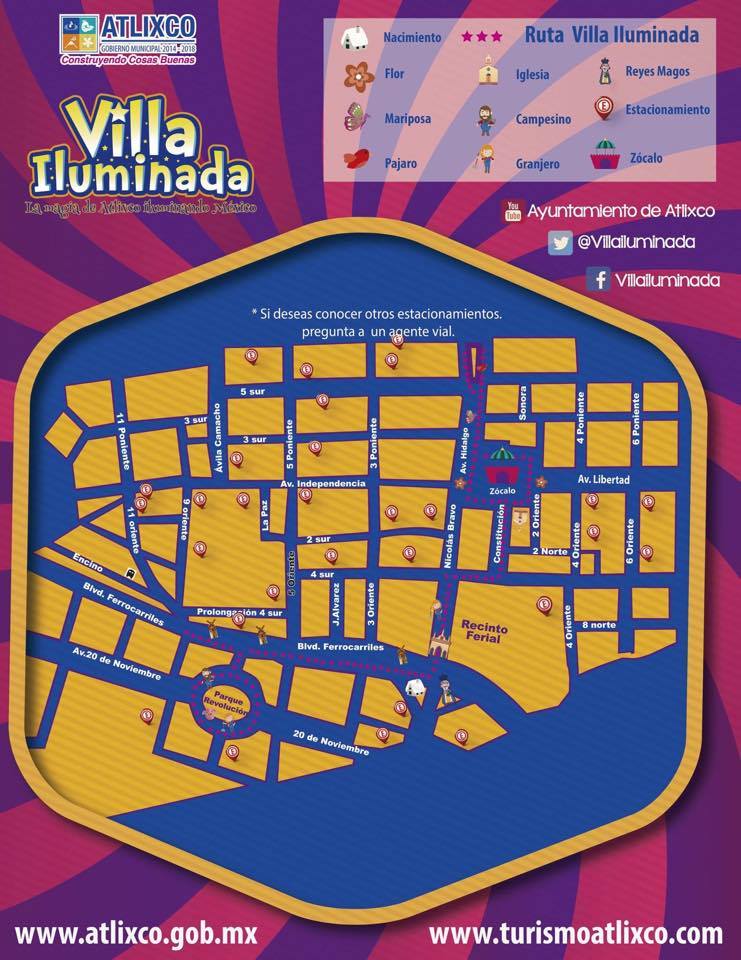 ATLIXCO
GOBIERNO MUNICIPAL 2014-2018
Construyendo Cosas Buenas
Villa
Iluminada
La magia de Atlixco iluminando México
Nacimiento
Ruta Villa Iluminada
Flor
Iglesia
Reyes Magos
Mariposa
Campesino
Estacionamiento
Pajaro
Granjero
Zócalo
You Tube
Ayuntamiento de Atlixco
@Villailuminada
Villailuminada
* Si deseas conocer otros estacionamientos.
pregunta a un agente vial.
5 sur
Sonora
11 Poniente
3 sur
Ávila Camacho
3 sur
5 Poniente
3 Poniente
Av. Hidalgo
4 Poniente
6 Poniente
Av. Independencia
Zócalo
Av. Libertad
11 oriente
9 oriente
La Paz
2 sur
Nicolás Bravo
Constitución
2 Oriente
2 Norte
4 Oriente
6 Oriente
Encino
5 Oriente
4 sur
Blvd. Ferrocarriles
Prolongación 4 sur
J.Alvarez
3 Oriente
Recinto
Ferial
4 Oriente
8 norte
Blvd. Ferrocarriles
Av.20 de Noviembre
Parque
Revolución
20 de Noviembre
www.atlixco.gob.mx
www.turismoatlixco.com